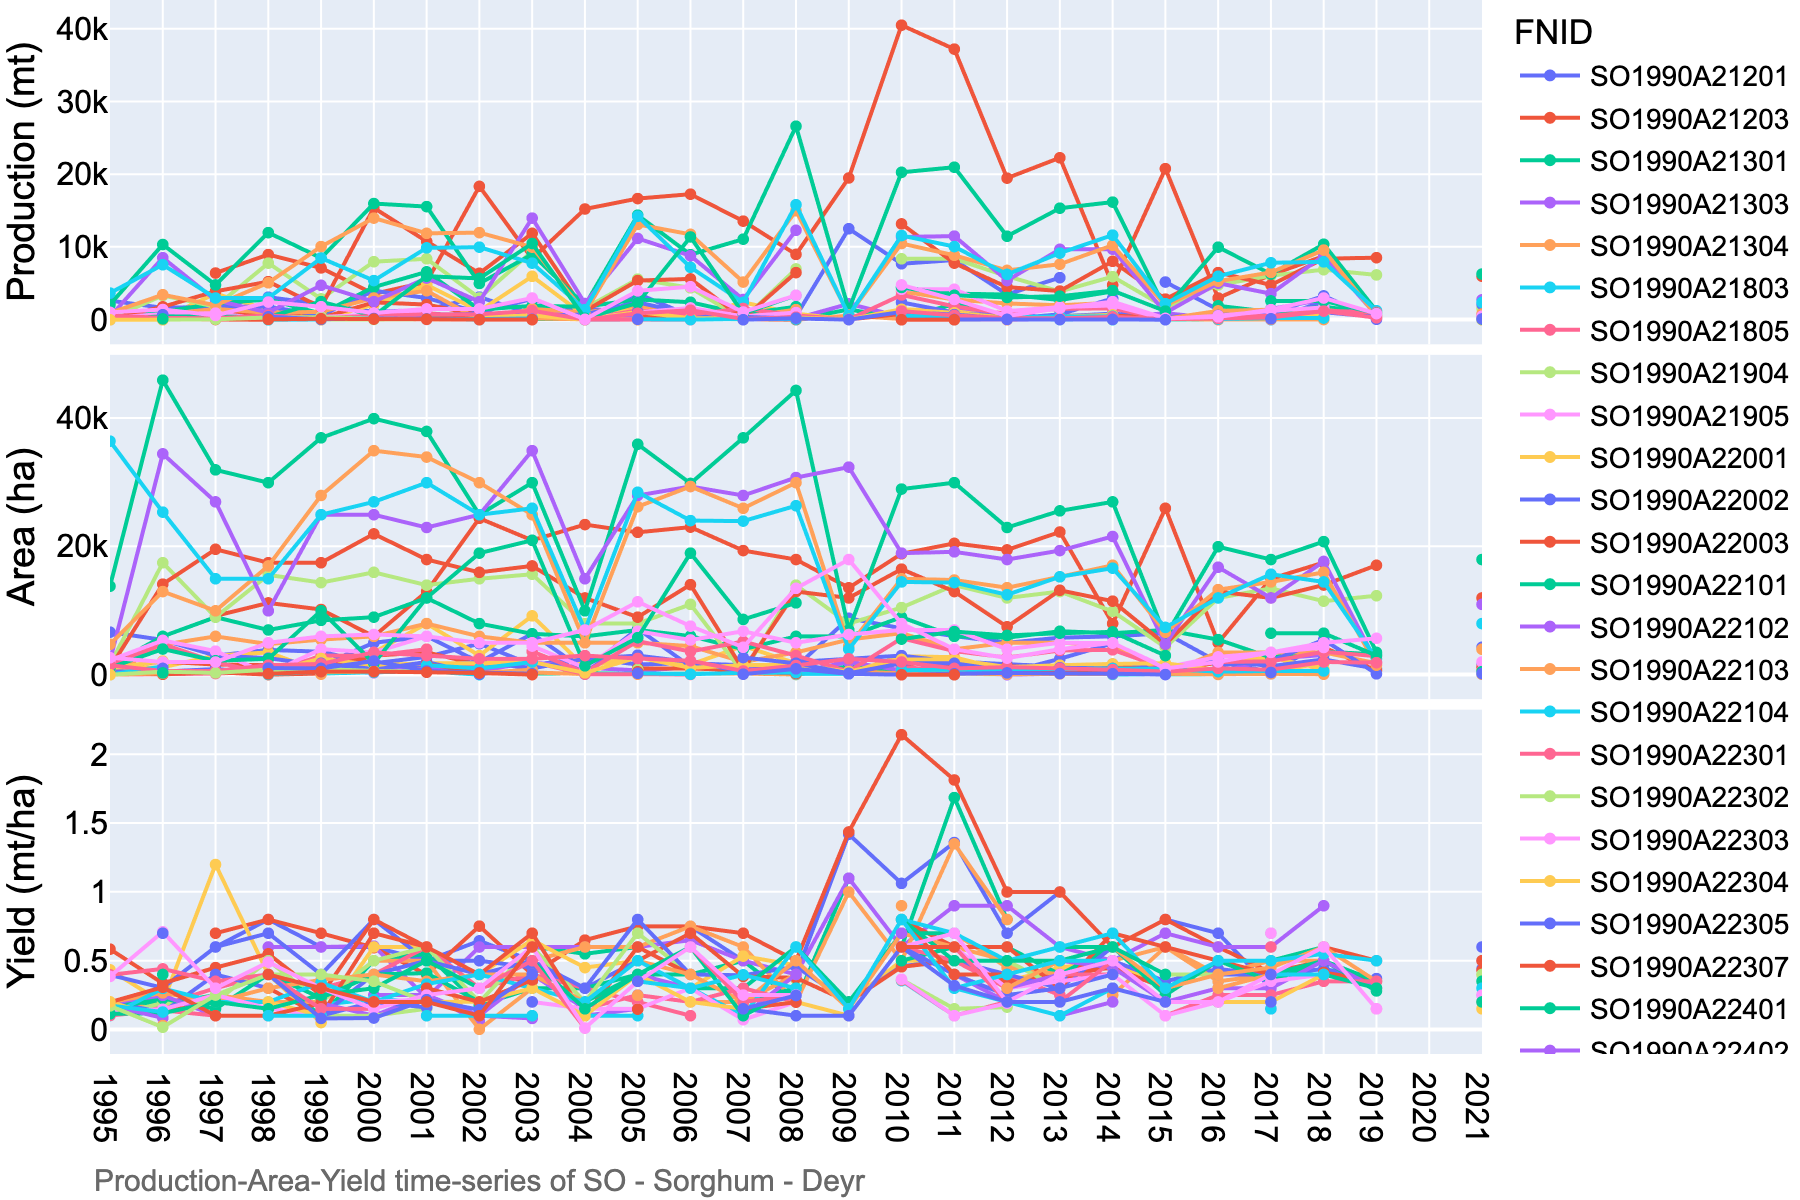 Production (mt)
40k
30k
20k
10k
0
Area (ha)
40k
20k
0
Yield (mt/ha)
2
1.5
1
0.5
0
1995
1996
1997
1998
1999
2000
2001
2002
2003
2004
2005
2006
2007
2008
2009
2010
2011
2012
2013
2014
2015
2016
2017
2018
2019
2020
2021
Production-Area-Yield time-series of SO - Sorghum - Deyr
FNID
SO1990A21201
SO1990A21203
SO1990A21301
SO1990A21303
SO1990A21304
SO1990A21803
SO1990A21805
SO1990A21904
SO1990A21905
SO1990A22001
SO1990A22002
SO1990A22003
SO1990A22101
SO1990A22102
SO1990A22103
SO1990A22104
SO1990A22301
SO1990A22302
SO1990A22303
SO1990A22304
SO1990A22305
SO1990A22307
SO1990A22401
SO1990A22402